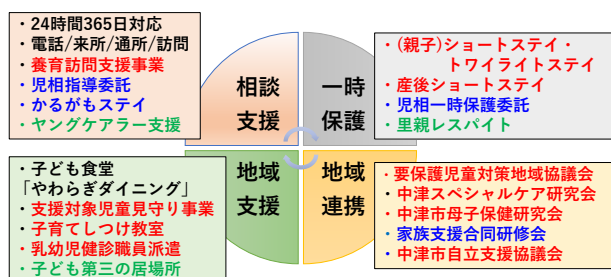 ・24時間365日対応
・電話/来所/通所/訪問
・養育訪問支援事業
・児相指導委託
・かるがもステイ
・ヤングケアラー支援
相談
支援
一時
保護
・(親子)ショートステイ・
トワイライトステイ
・産後ショートステイ
・児相一時保護委託
・里親レスパイト
・子ども食堂
「やわらぎダイニング」
・支援対象児童見守り事業
・子育てしつけ教室
・乳幼児健診職員派遣
・子ども第三の居場所
地域
支援
地域
連携
・要保護児童対策地域協議会
・中津スペシャルケア研究会
・中津市母子保健研究会
・家族支援合同研修会
・中津市自立支援協議会